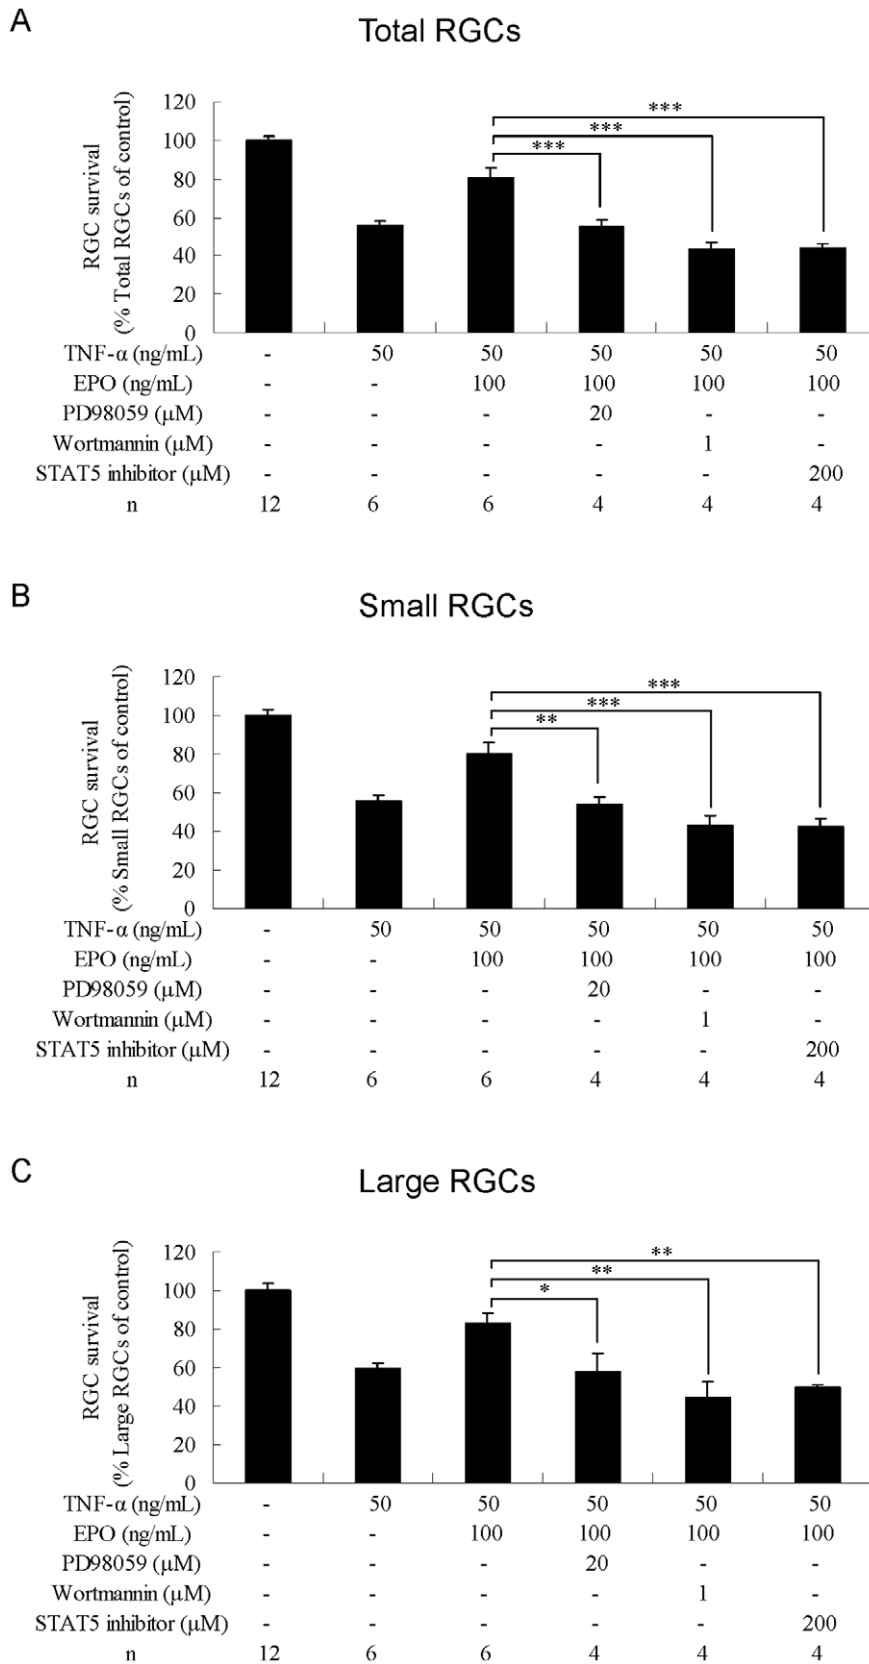 A
Total RGCs
RGC survival
(% Total RGCs of control)
120
100
80
60
40
20
0
***
***
***
TNF-α (ng/mL) - 50 50 50 50 50
EPO (ng/mL) - - 100 100 100 100
PD98059 (μM) - - - 20 - -
Wortmannin (μM) - - - - 1 -
STAT5 inhibitor (μM) - - - - - 200
n 12 6 6 4 4 4
B
Small RGCs
RGC survival
(% Small RGCs of control)
120
100
80
60
40
20
0
***
***
**
TNF-α (ng/mL) - 50 50 50 50 50
EPO (ng/mL) - - 100 100 100 100
PD98059 (μM) - - - 20 - -
Wortmannin (μM) - - - - 1 -
STAT5 inhibitor (μM) - - - - - 200
n 12 6 6 4 4 4
C
Large RGCs
RGC survival
(% Large RGCs of control)
120
100
80
60
40
20
0
**
**
*
TNF-α (ng/mL) - 50 50 50 50 50
EPO (ng/mL) - - 100 100 100 100
PD98059 (μM) - - - 20 - -
Wortmannin (μM) - - - - 1 -
STAT5 inhibitor (μM) - - - - - 200
n 12 6 6 4 4 4